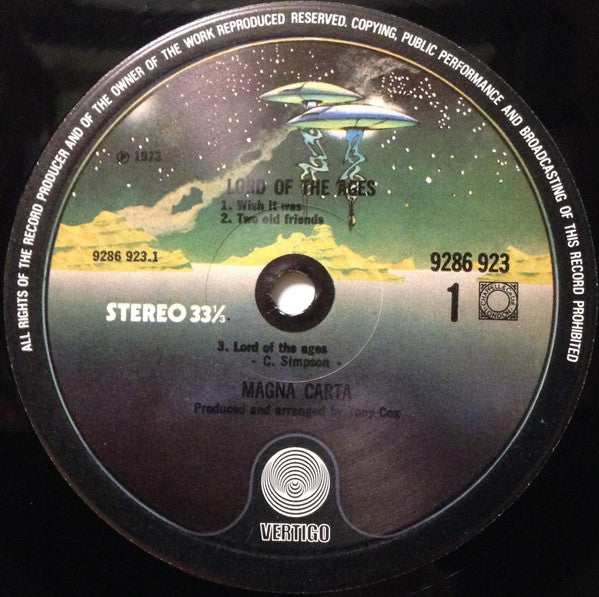 ALL RIGHTS OF THE RECORD PRODUCER AND OF THE OWNER OF THE WORK REPRODUCED RESERVED. COPYING, PUBLIC PERFORMANCE AND BROADCASTING OF THIS RECORD PROHIBITED
℗ 1973
LORD OF THE AGES
1. Wish it was
2. Two old friends
9286 923.1
9286 923
STEREO 33⅓
1
3. Lord of the ages
- C. Simpson -
MAGNA CARTA
Produced and arranged by Tony Cox
VERTIGO